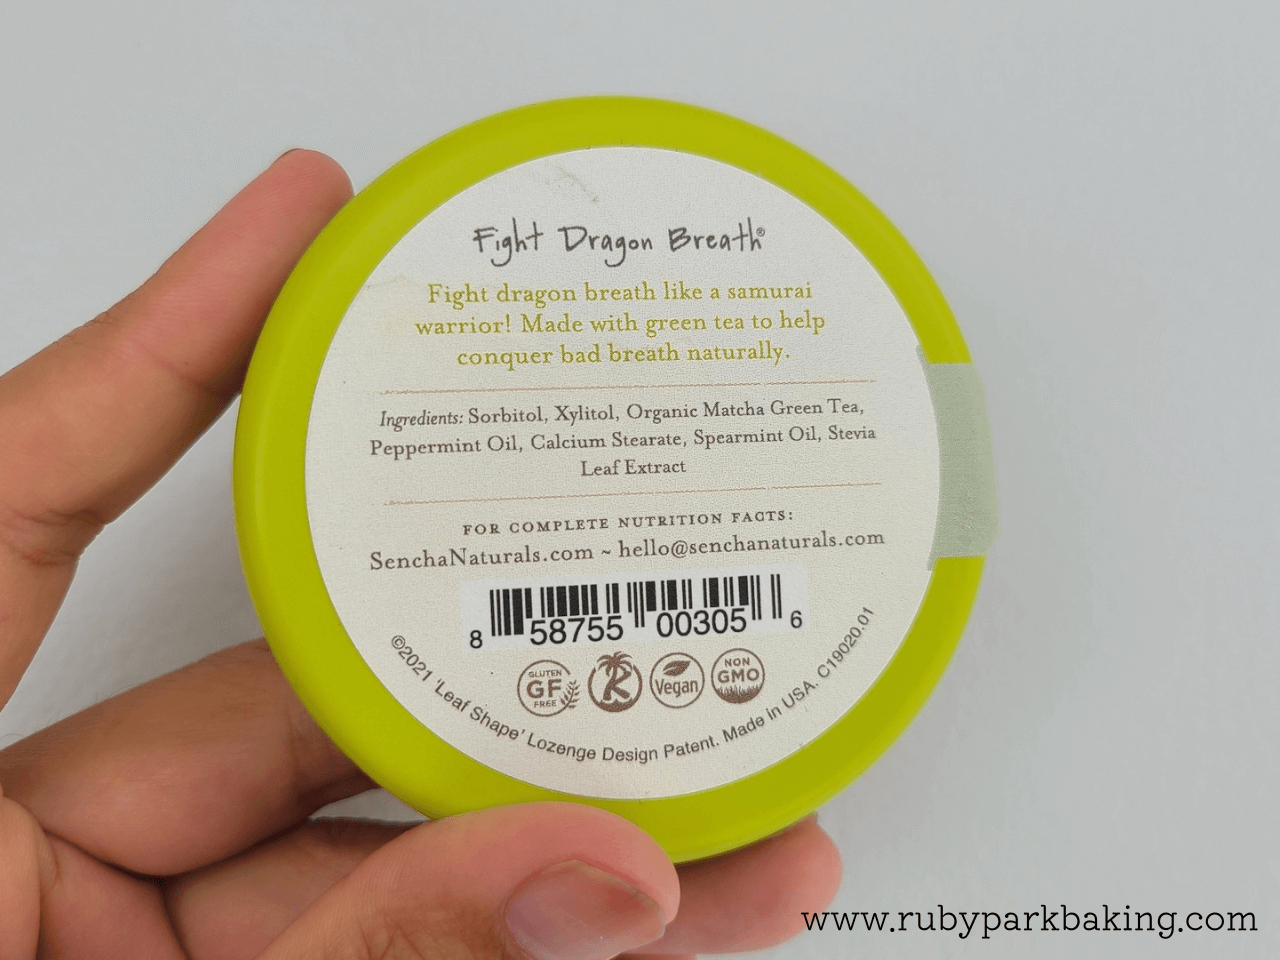 Fight Dragon Breath®
Fight dragon breath like a samurai
warrior! Made with green tea to help
conquer bad breath naturally.
Ingredients: Sorbitol, Xylitol, Organic Matcha Green Tea,
Peppermint Oil, Calcium Stearate, Spearmint Oil, Stevia
Leaf Extract
FOR COMPLETE NUTRITION FACTS:
SenchaNaturals.com ~ hello@senchanaturals.com
8 58755 00305 6
GLUTEN
GF
FREE
K
Vegan
NON
GMO
©2021 'Leaf Shape' Lozenge Design Patent. Made in USA. C19020.01
www.rubyparkbaking.com